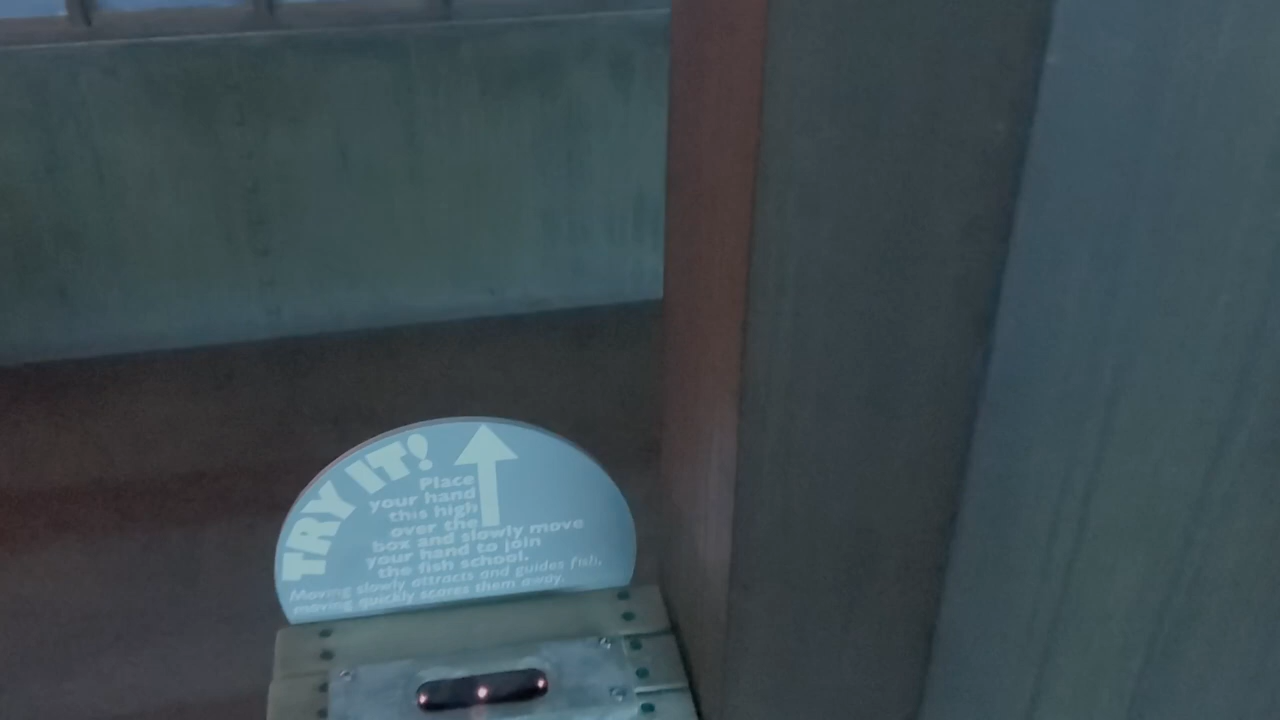 TRY IT!
Place
your hand
this high
over the
box and slowly move
your hand to join
the fish school.
Moving slowly attracts and guides fish,
moving quickly scares them away.